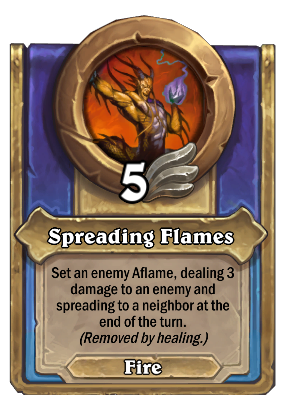 5
Spreading Flames
Set an enemy Aflame, dealing 3
damage to an enemy and
spreading to a neighbor at the
end of the turn.
(Removed by healing.)
Fire